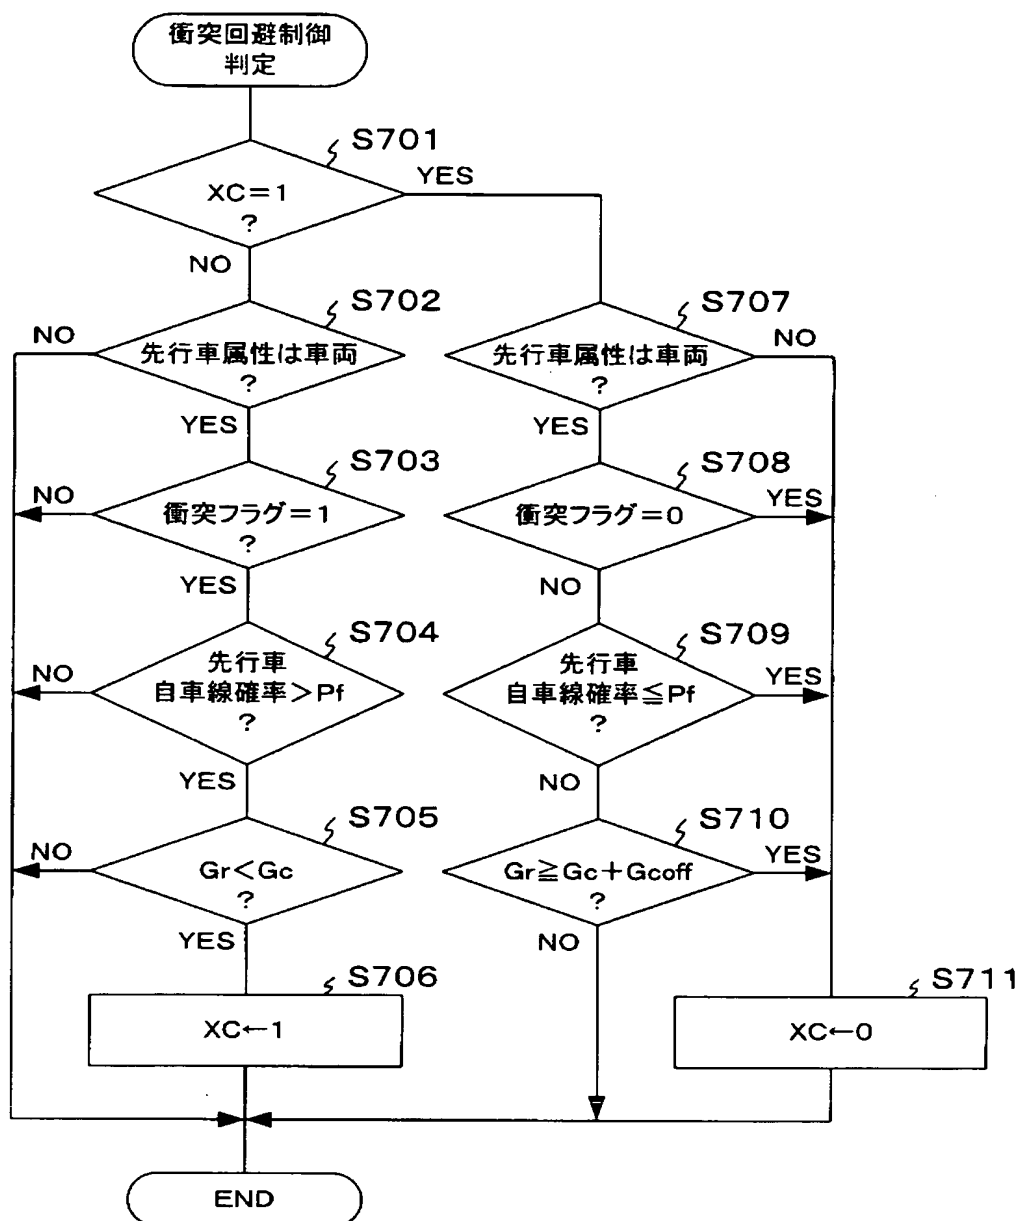 衝突回避制御
判定
S701
XC=1
?
YES
NO
S702
NO
先行車属性は車両
?
YES
S703
NO
衝突フラグ=1
?
YES
S704
先行車
NO
自車線確率>Pf
?
YES
S705
NO
Gr<Gc
?
YES
S706
XC←1
S707
NO
先行車属性は車両
?
YES
S708
YES
衝突フラグ=0
?
NO
S709
先行車
YES
自車線確率≦Pf
?
NO
S710
YES
Gr≧Gc+Gcoff
?
NO
S711
XC←0
END